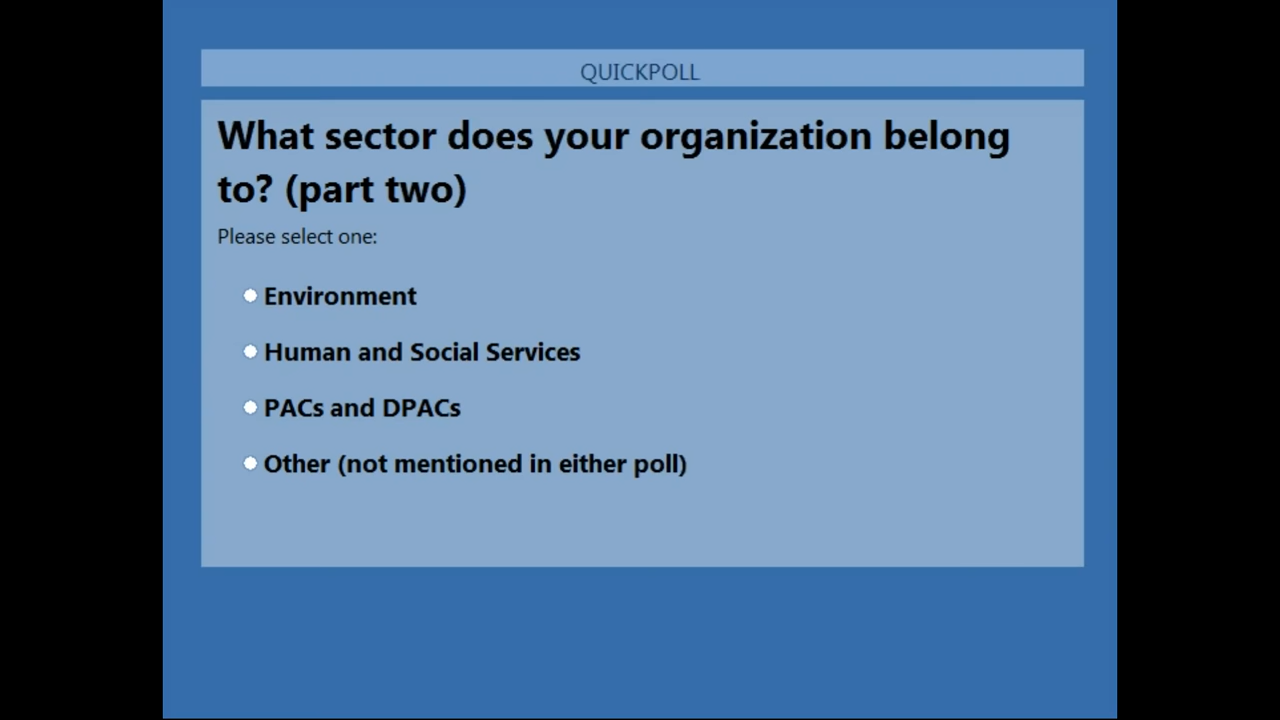 QUICKPOLL
What sector does your organization belong
to? (part two)
Please select one:
Environment
Human and Social Services
PACs and DPACs
Other (not mentioned in either poll)